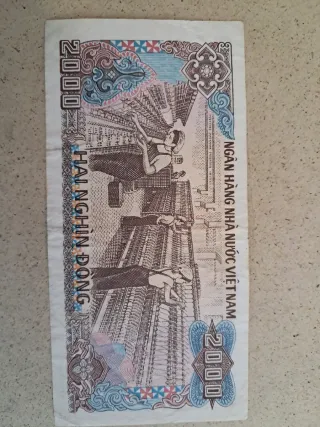 NGÂN HÀNG NHÀ NƯỚC VIỆT NAM
2000
HAI NGHÌN ĐỒNG
2000